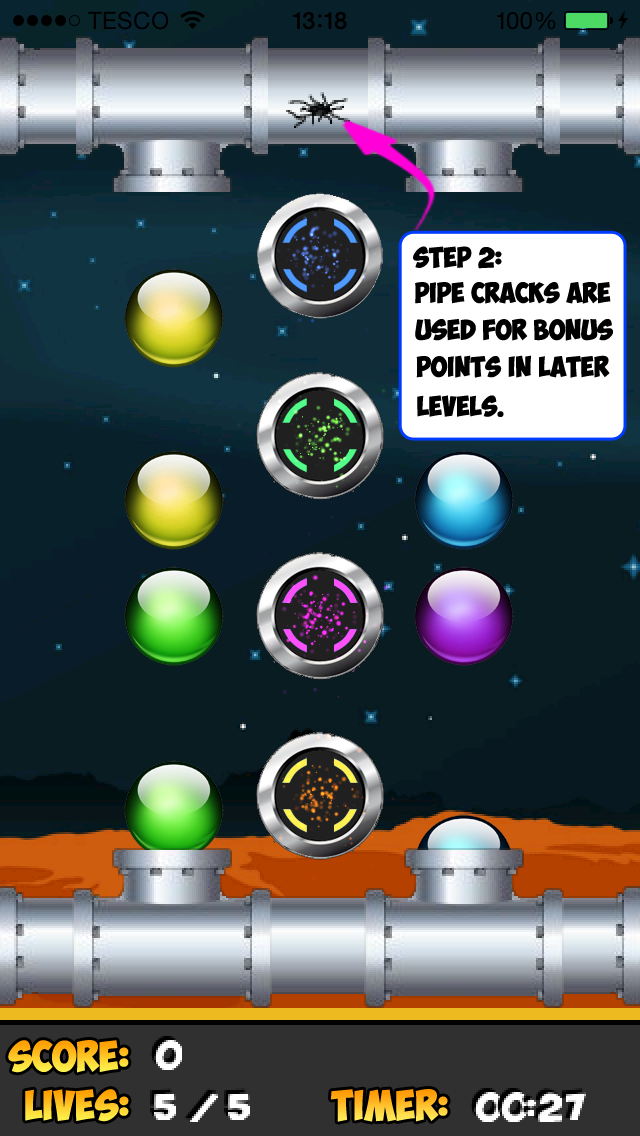 TESCO 13:18 100%
STEP 2:
PIPE CRACKS ARE
USED FOR BONUS
POINTS IN LATER
LEVELS.
SCORE: 0
LIVES: 5 / 5 TIMER: 00:27